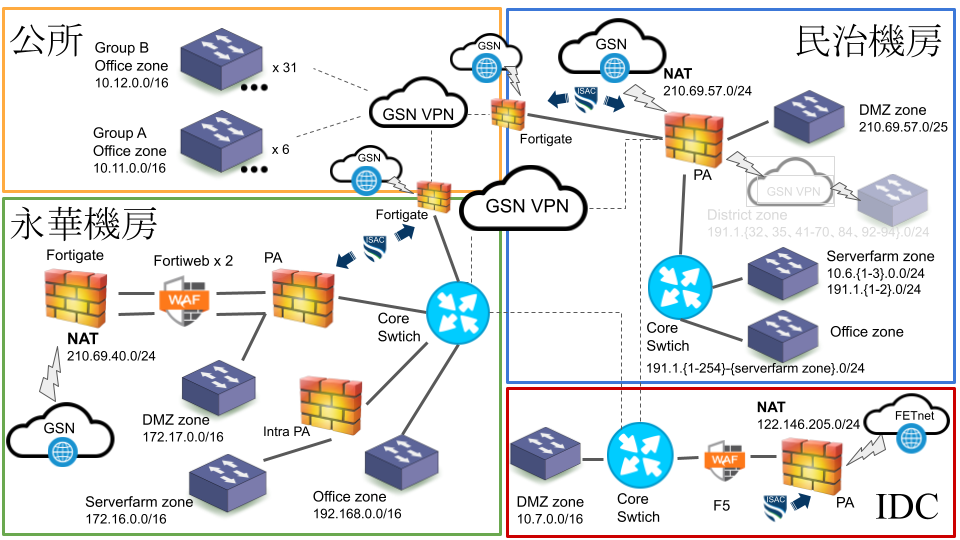 公所
Group B
Office zone
10.12.0.0/16
x 31
Group A
Office zone
10.11.0.0/16
x 6
GSN VPN
GSN
GSN
Fortigate
民治機房
GSN
GSN
ISAC
NAT
210.69.57.0/24
Fortigate
PA
DMZ zone
210.69.57.0/25
GSN VPN
District zone
191.1.{32、35、41-70、84、92-94}.0/24
Serverfarm zone
10.6.{1-3}.0.0/24
191.1.{1-2}.0/24
Core
Swtich
Office zone
191.1.{1-254}-{serverfarm zone}.0/24
GSN VPN
永華機房
Fortigate
Fortiweb x 2
PA
ISAC
WAF
Core
Swtich
NAT
210.69.40.0/24
GSN
DMZ zone
172.17.0.0/16
Intra PA
Serverfarm zone
172.16.0.0/16
Office zone
192.168.0.0/16
NAT
122.146.205.0/24
FETnet
WAF
DMZ zone
10.7.0.0/16
Core
Swtich
F5
ISAC
PA
IDC